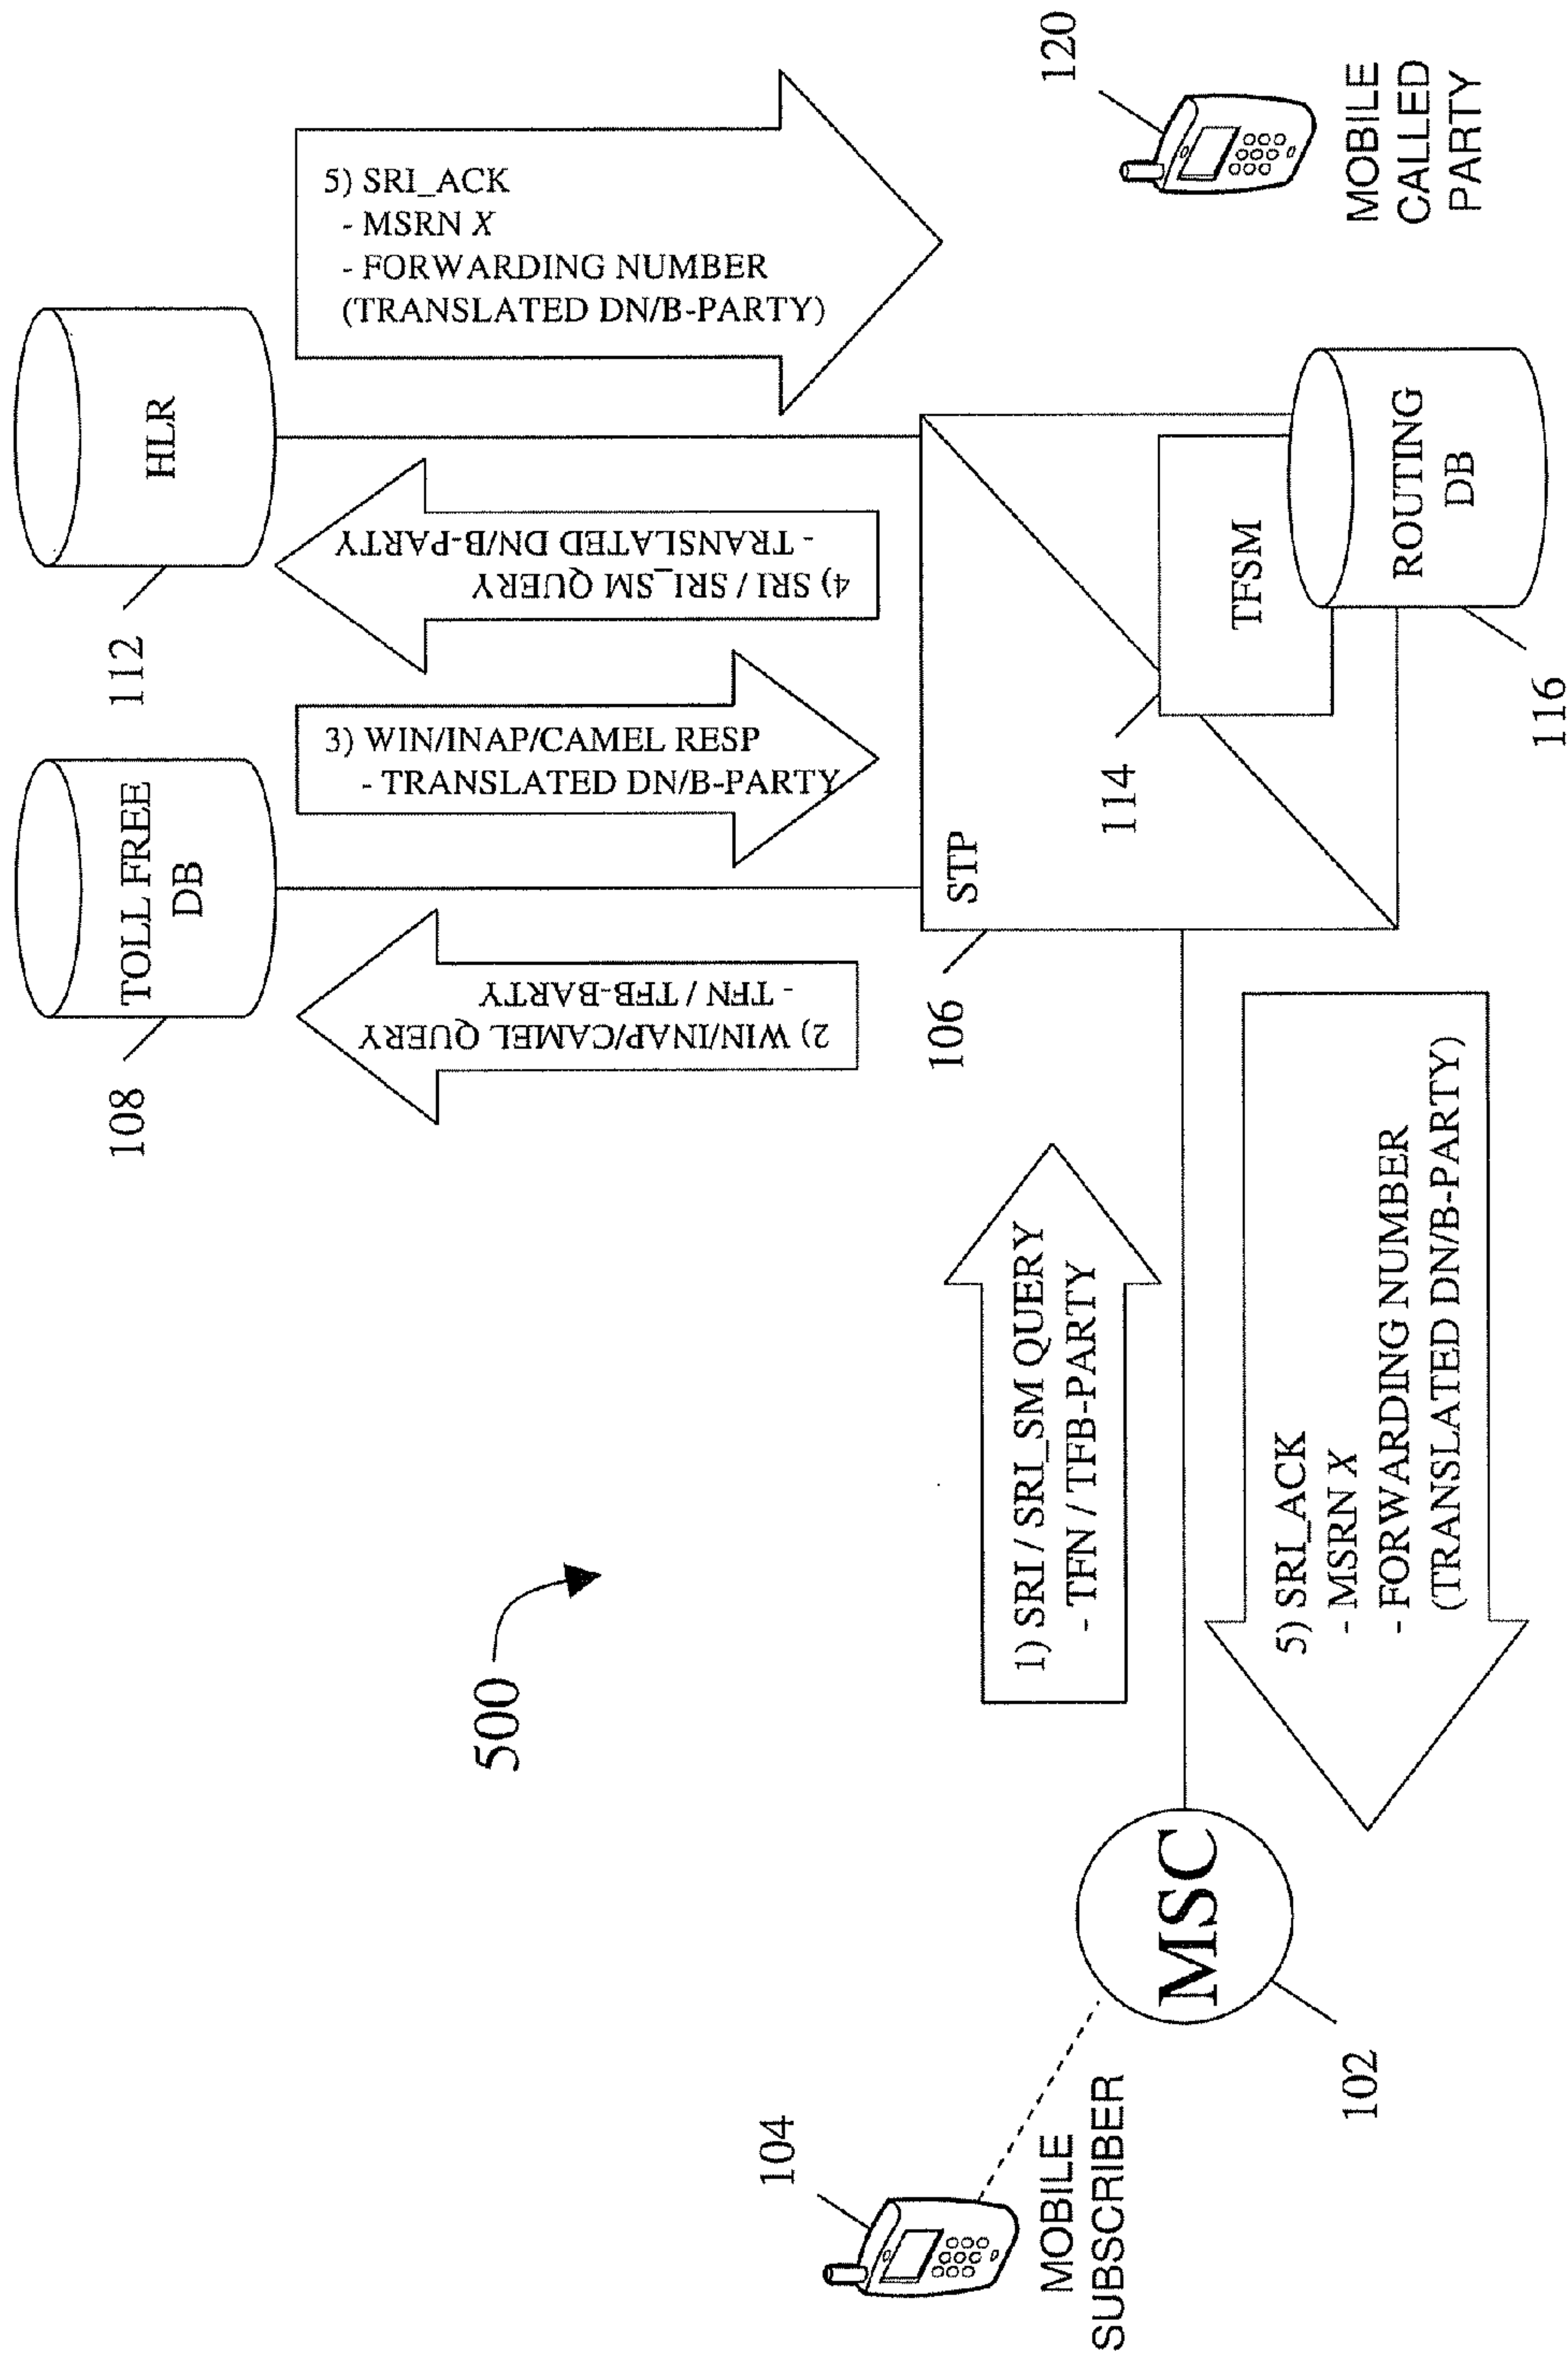 108
TOLL FREE
DB
112
HLR
2) WIN/INAP/CAMEL QUERY
- TFN / TFB-BARTY
3) WIN/INAP/CAMEL RESP
- TRANSLATED DN/B-PARTY
4) SRI / SRI_SM QUERY
- TRANSLATED DN/B-PARTY
5) SRI_ACK
- MSRN X
- FORWARDING NUMBER
(TRANSLATED DN/B-PARTY)
500
104
MOBILE
SUBSCRIBER
106
STP
114
TFSM
ROUTING
DB
116
120
MOBILE
CALLED
PARTY
1) SRI / SRI_SM QUERY
- TFN / TFB-PARTY
MSC
102
5) SRI_ACK
- MSRN X
- FORWARDING NUMBER
(TRANSLATED DN/B-PARTY)